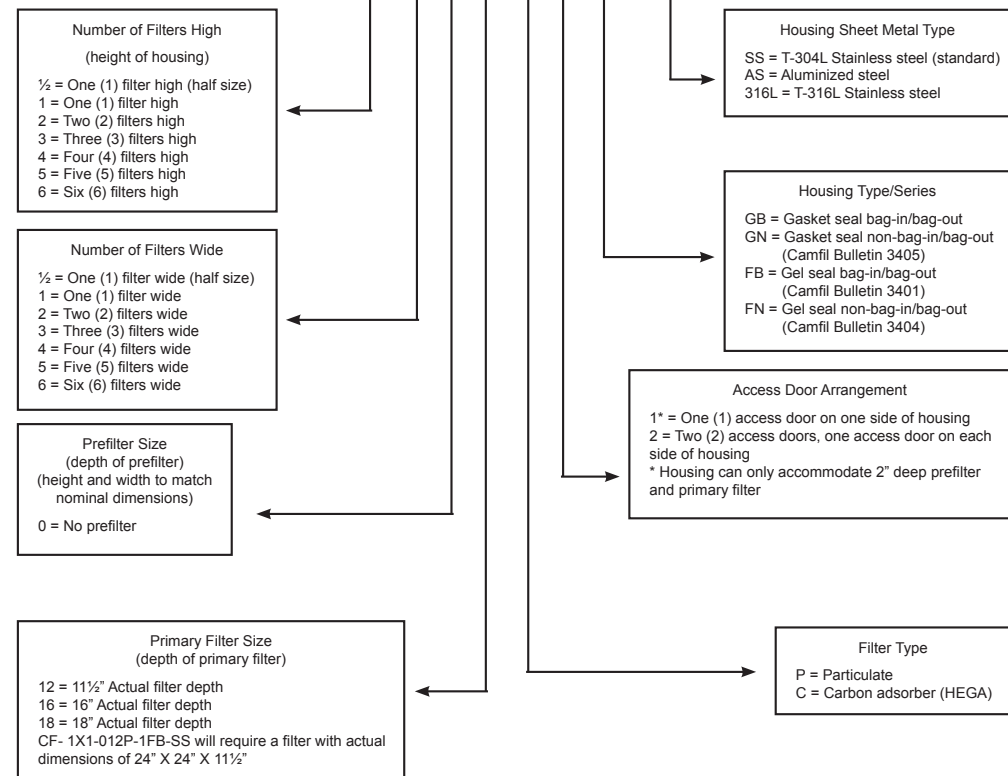 Number of Filters High
(height of housing)
½ = One (1) filter high (half size)
1 = One (1) filter high
2 = Two (2) filters high
3 = Three (3) filters high
4 = Four (4) filters high
5 = Five (5) filters high
6 = Six (6) filters high
Number of Filters Wide
½ = One (1) filter wide (half size)
1 = One (1) filter wide
2 = Two (2) filters wide
3 = Three (3) filters wide
4 = Four (4) filters wide
5 = Five (5) filters wide
6 = Six (6) filters wide
Prefilter Size
(depth of prefilter)
(height and width to match
nominal dimensions)
0 = No prefilter
Primary Filter Size
(depth of primary filter)
12 = 11½” Actual filter depth
16 = 16” Actual filter depth
18 = 18” Actual filter depth
CF- 1X1-012P-1FB-SS will require a filter with actual
dimensions of 24” X 24” X 11½”
Housing Sheet Metal Type
SS = T-304L Stainless steel (standard)
AS = Aluminized steel
316L = T-316L Stainless steel
Housing Type/Series
GB = Gasket seal bag-in/bag-out
GN = Gasket seal non-bag-in/bag-out
(Camfil Bulletin 3405)
FB = Gel seal bag-in/bag-out
(Camfil Bulletin 3401)
FN = Gel seal non-bag-in/bag-out
(Camfil Bulletin 3404)
Access Door Arrangement
1* = One (1) access door on one side of housing
2 = Two (2) access doors, one access door on each
side of housing
* Housing can only accommodate 2” deep prefilter
and primary filter
Filter Type
P = Particulate
C = Carbon adsorber (HEGA)